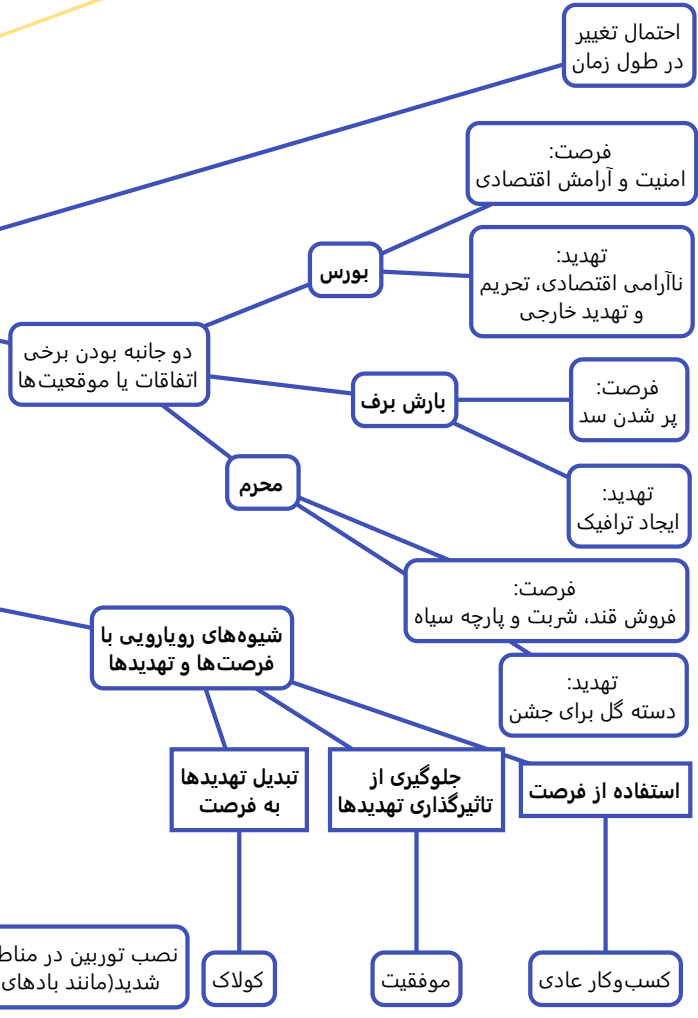 احتمال تغییر
در طول زمان
فرصت:
امنیت و آرامش اقتصادی
بورس
تهدید:
ناآرامی اقتصادی، تحریم
و تهدید خارجی
دو جانبه بودن برخی
اتفاقات یا موقعیت‌ها
فرصت:
پر شدن سد
بارش برف
تهدید:
ایجاد ترافیک
محرم
فرصت:
فروش قند، شربت و پارچه سیاه
تهدید:
دسته گل برای جشن
شیوه‌های رویارویی با
فرصت‌ها و تهدیدها
استفاده از فرصت
جلوگیری از
تاثیرگذاری تهدیدها
تبدیل تهدیدها
به فرصت
کسب‌وکار عادی
موفقیت
کولاک
نصب توربین در
شدید(مانند بادهای